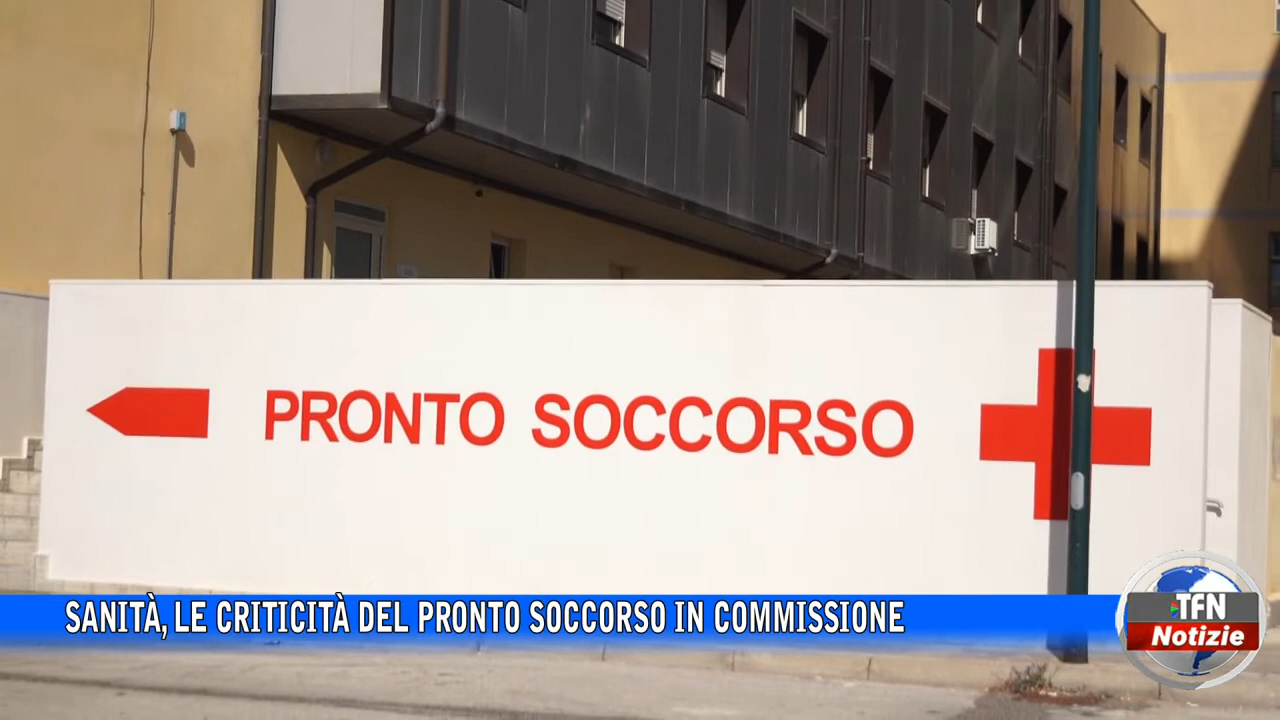 PRONTO SOCCORSO
SANITÀ, LE CRITICITÀ DEL PRONTO SOCCORSO IN COMMISSIONE
TFN
Notizie